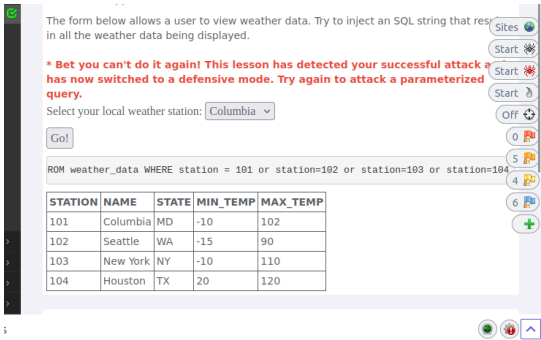 The form below allows a user to view weather data. Try to inject an SQL string that
in all the weather data being displayed.
* Bet you can't do it again! This lesson has detected your successful attack
has now switched to a defensive mode. Try again to attack a parameterized
query.
Select your local weather station: Columbia
Go!
ROM weather_data WHERE station = 101 or station=102 or station=103 or station=104
STATION NAME STATE MIN_TEMP MAX_TEMP
101 Columbia MD -10 102
102 Seattle WA -15 90
103 New York NY -10 110
104 Houston TX 20 120
Sites
Start
Start
Start
Off
0
5
4
6